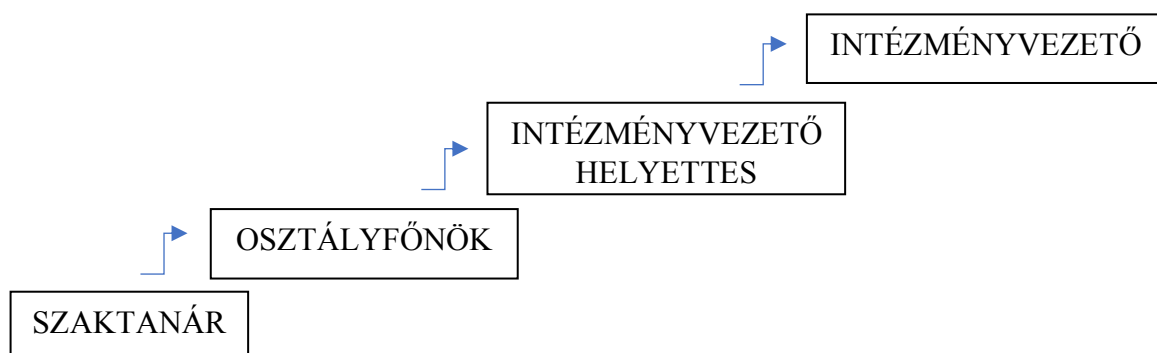 INTÉZMÉNYVEZETŐ
INTÉZMÉNYVEZETŐ
HELYETTES
OSZTÁLYFŐNÖK
SZAKTANÁR